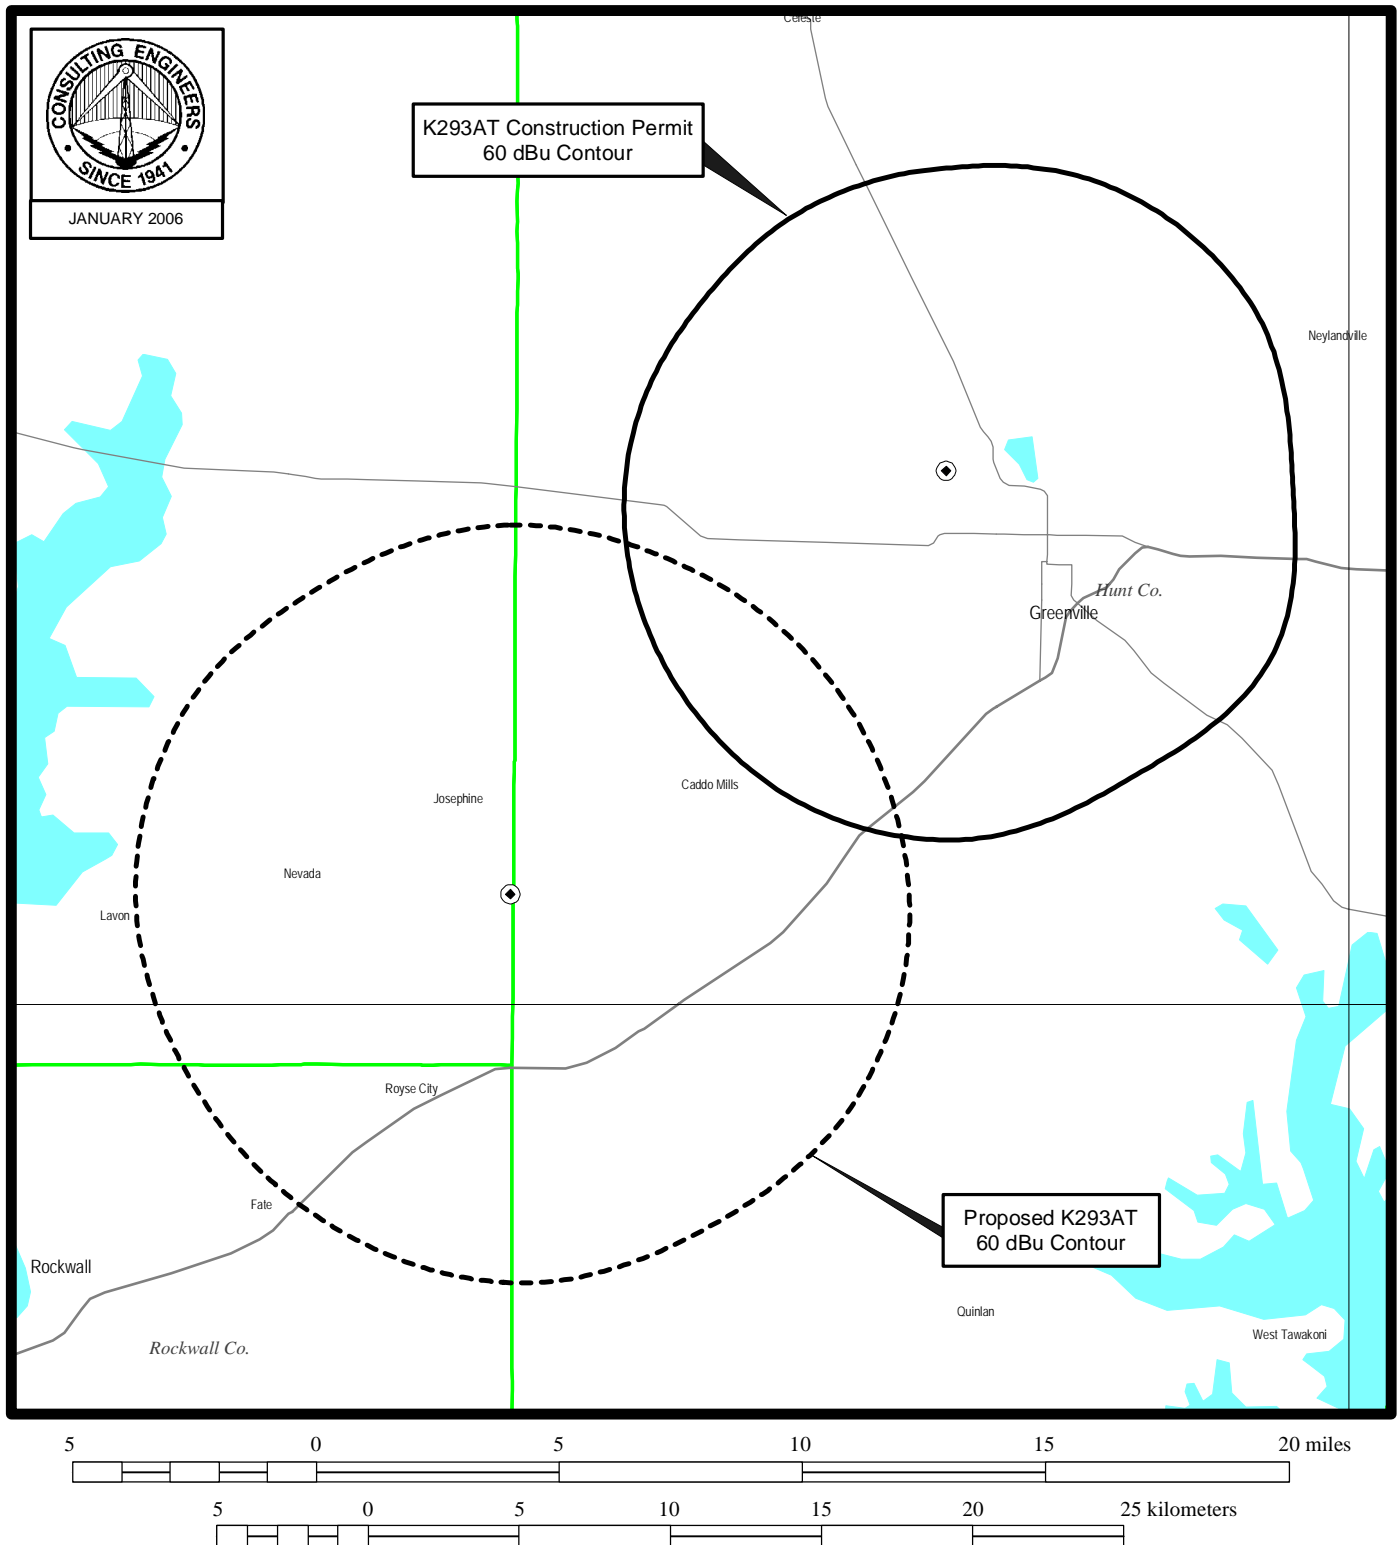 Celeste
CONSULTING ENGINEERS
• SINCE 1941 •
JANUARY 2006
K293AT Construction Permit
60 dBu Contour
Neylandville
Hunt Co.
Greenville
Caddo Mills
Josephine
Nevada
Lavon
Royse City
Fate
Proposed K293AT
60 dBu Contour
Rockwall
Quinlan
West Tawakoni
Rockwall Co.
5 0 5 10 15 20 miles
5 0 5 10 15 20 25 kilometers